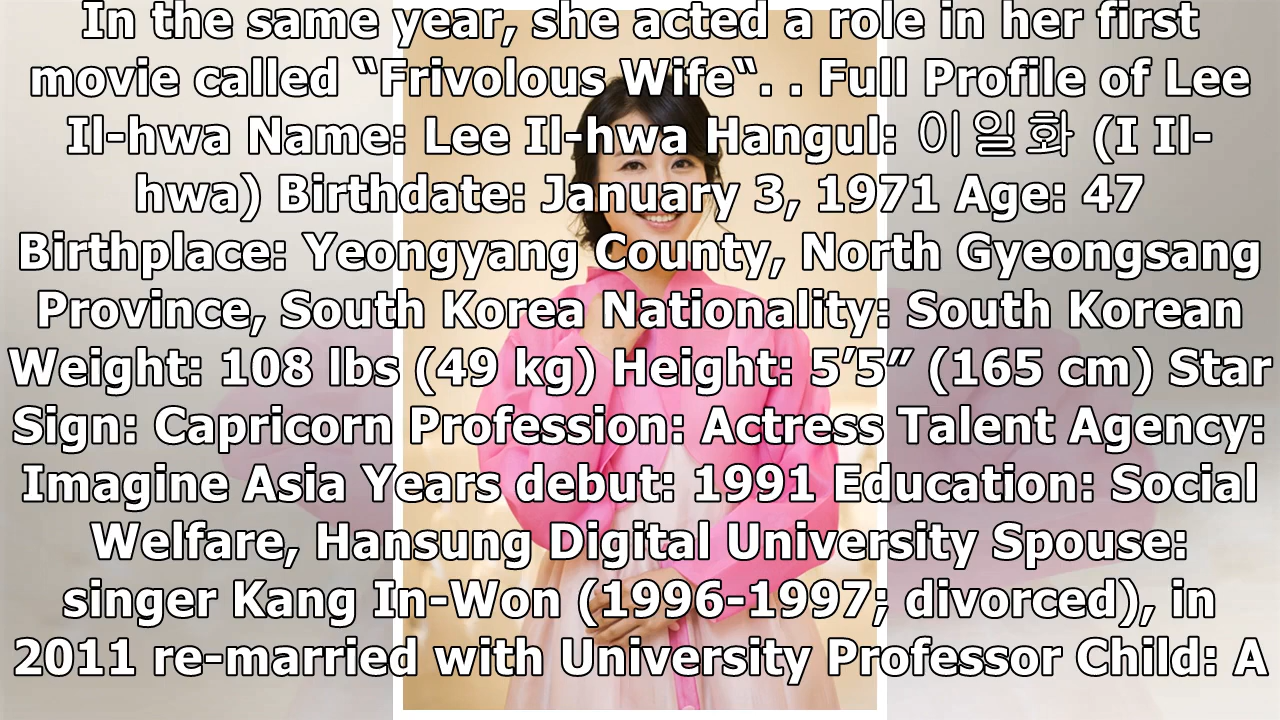 In the same year, she acted a role in her first
movie called “Frivolous Wife“. . Full Profile of Lee
Il-hwa Name: Lee Il-hwa Hangul: 이일화 (I Il-
hwa) Birthdate: January 3, 1971 Age: 47
Birthplace: Yeongyang County, North Gyeongsang
Province, South Korea Nationality: South Korean
Weight: 108 lbs (49 kg) Height: 5’5” (165 cm) Star
Sign: Capricorn Profession: Actress Talent Agency:
Imagine Asia Years debut: 1991 Education: Social
Welfare, Hansung Digital University Spouse:
singer Kang In-Won (1996-1997; divorced), in
2011 re-married with University Professor Child: A